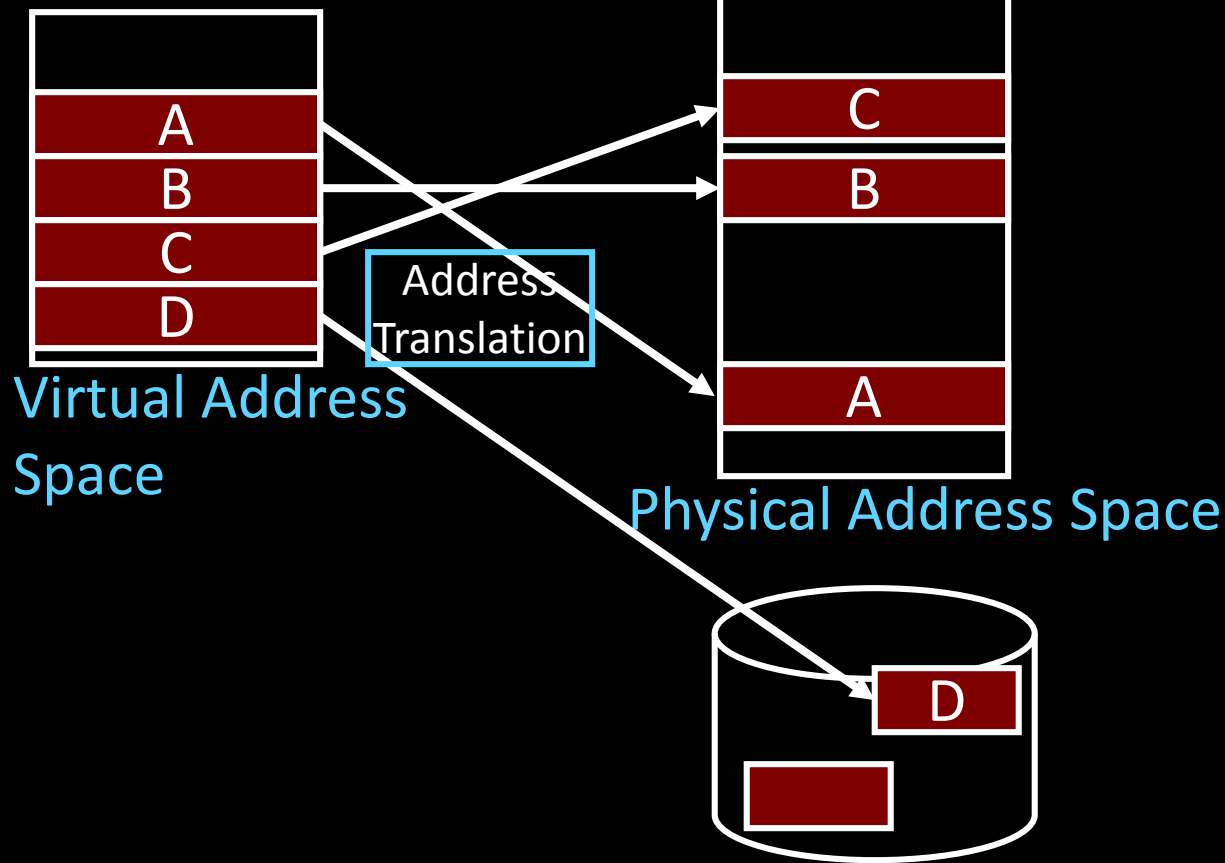 A
B
C
D
Virtual Address
Space
Address
Translation
C
B
A
Physical Address Space
D